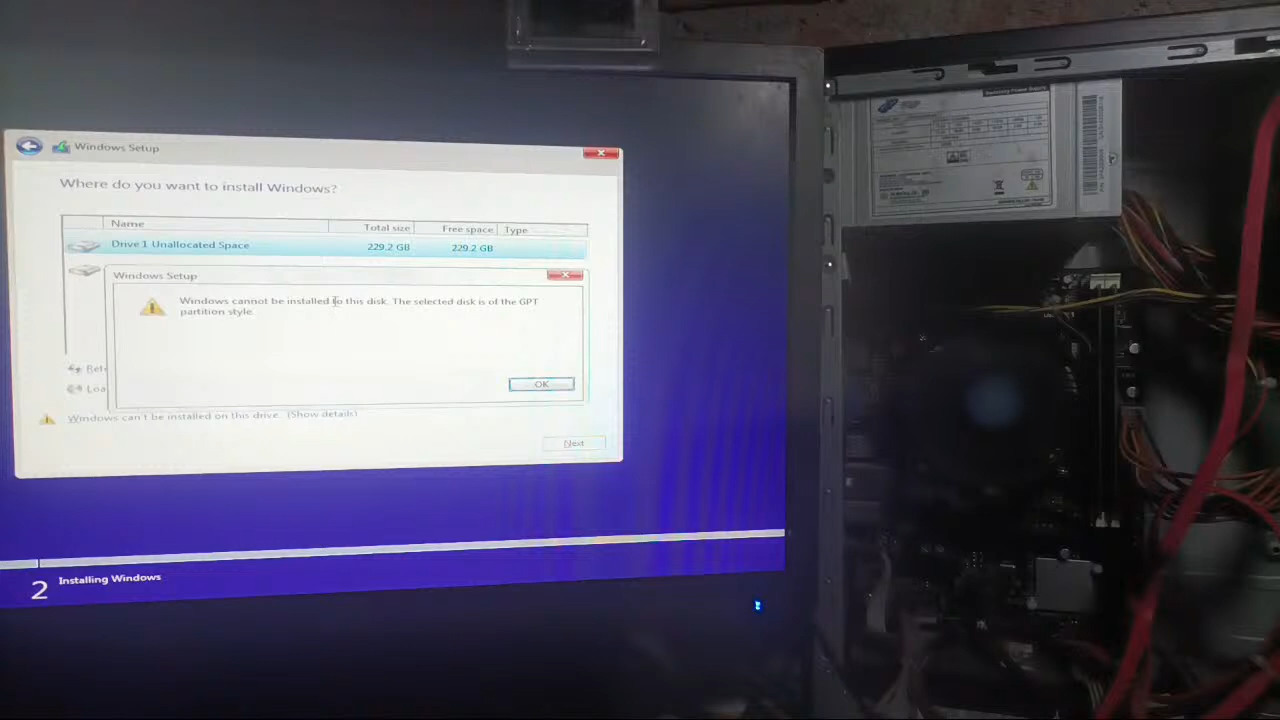 Windows Setup
Where do you want to install Windows?
Name Total size Free space Type
Drive 1 Unallocated Space 229.2 GB 229.2 GB
Windows Setup
Windows cannot be installed to this disk. The selected disk is of the GPT
partition style.
OK
Windows can't be installed on this drive. (Show details)
Next
2 Installing Windows